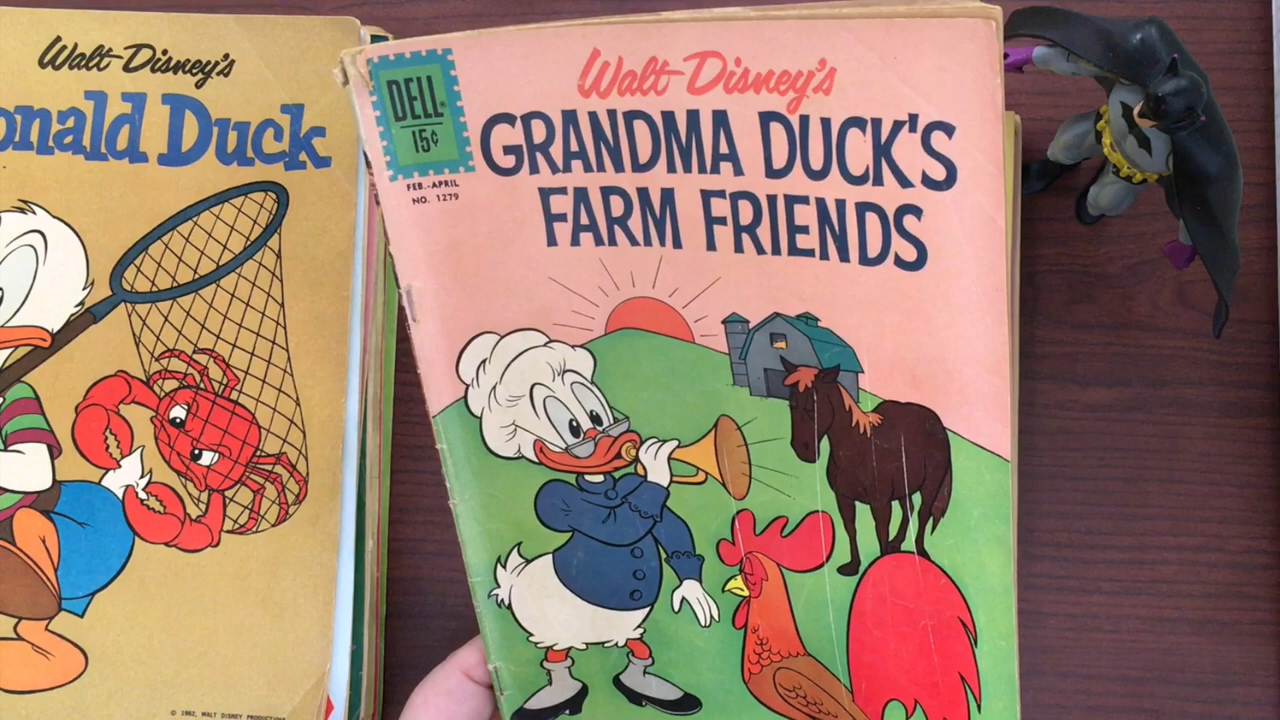 Walt Disney's
onald Duck
© 1962, WALT DISNEY PRODUCTIONS
DELL
15¢
FEB.-APRIL
NO. 1279
Walt Disney's
GRANDMA DUCK'S
FARM FRIENDS